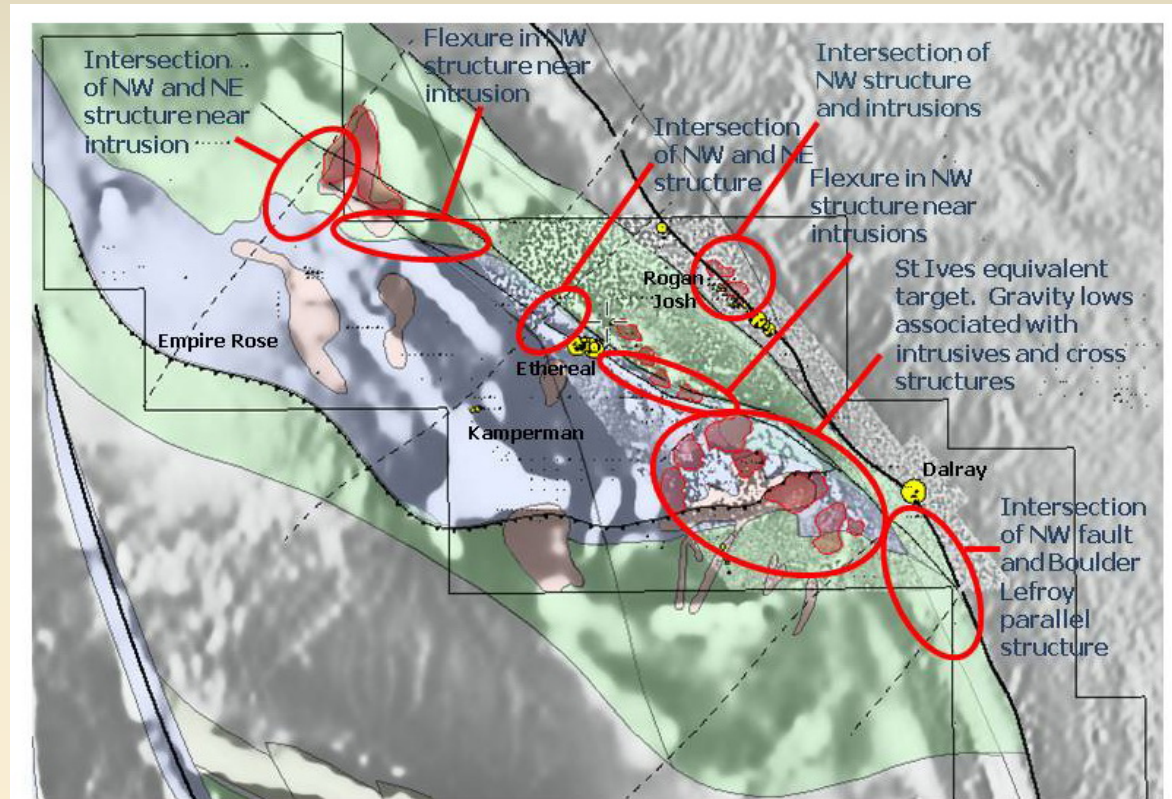 Intersection
of NW and NE
structure near
intrusion
Flexure in NW
structure near
intrusion
Intersection
of NW and NE
structure
Intersection of
NW structure
and intrusions
Flexure in NW
structure near
intrusions
St Ives equivalent
target. Gravity lows
associated with
intrusives and cross
structures
Rogan
Josh
Empire Rose
Ethereal
Kamperman
Dalray
Intersection
of NW fault
and Boulder
Lefroy
parallel
structure